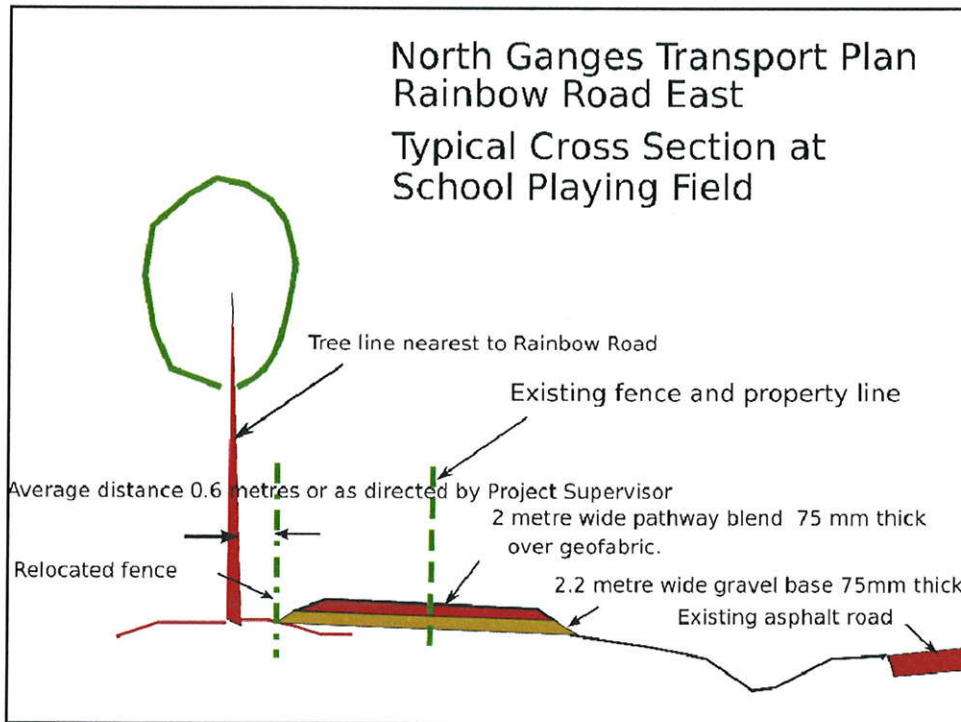 North Ganges Transport Plan
Rainbow Road East
Typical Cross Section at
School Playing Field
Tree line nearest to Rainbow Road
Existing fence and property line
Average distance 0.6 metres or as directed by Project Supervisor
2 metre wide pathway blend 75 mm thick
over geofabric.
Relocated fence
2.2 metre wide gravel base 75mm thick
Existing asphalt road